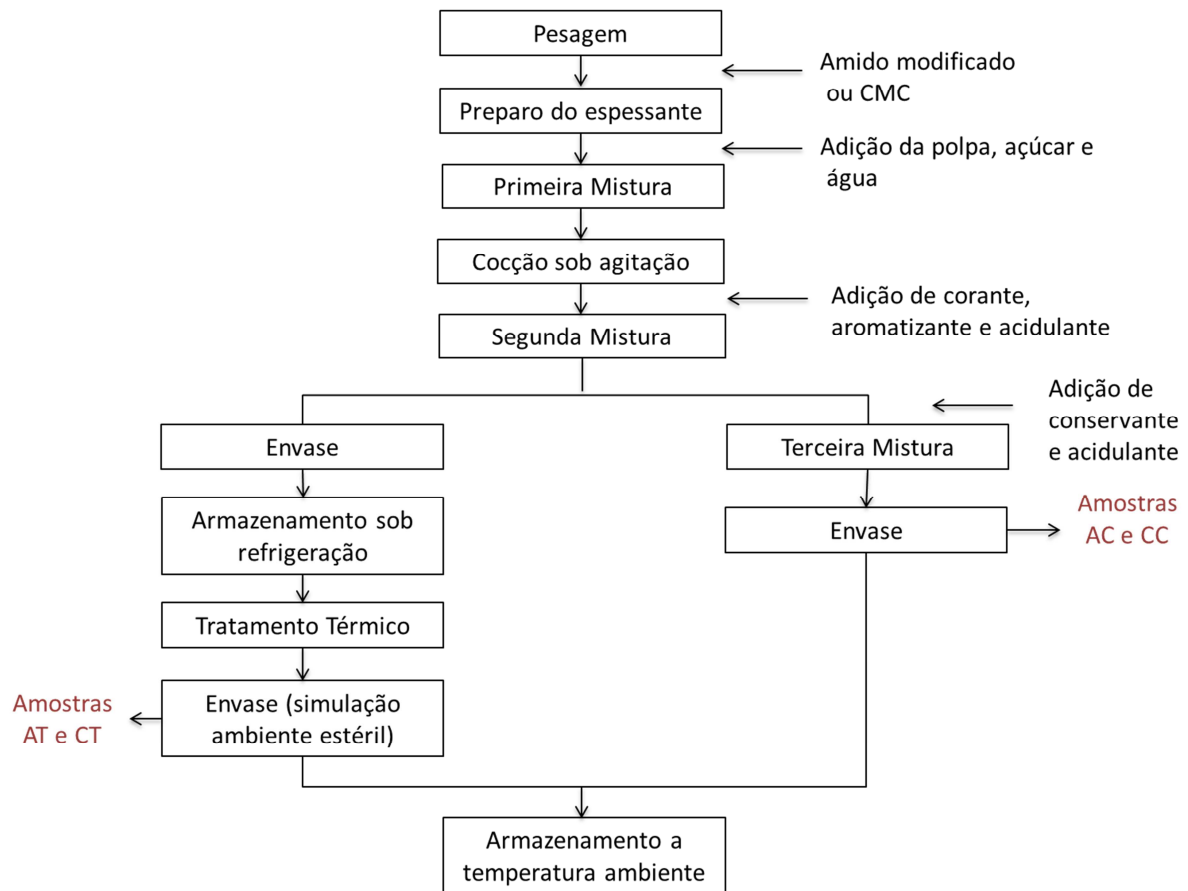 Pesagem
Amido modificado
ou CMC
Preparo do espessante
Adição da polpa, açúcar e
água
Primeira Mistura
Cocção sob agitação
Adição de corante,
aromatizante e acidulante
Segunda Mistura
Adição de
conservante
e acidulante
Envase
Terceira Mistura
Armazenamento sob
refrigeração
Envase
Amostras
AC e CC
Tratamento Térmico
Amostras
AT e CT
Envase (simulação
ambiente estéril)
Armazenamento a
temperatura ambiente